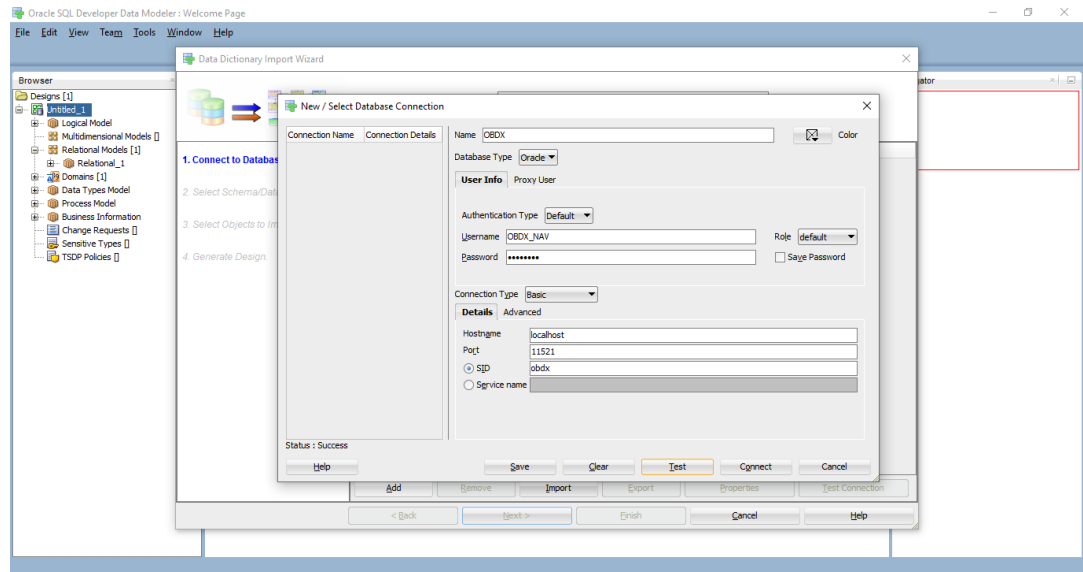 Oracle SQL Developer Data Modeler : Welcome Page
File Edit View Team Tools Window Help
Data Dictionary Import Wizard
Browser
Designs [1]
Untitled_1
Logical Model
Multidimensional Models []
Relational Models [1]
Relational_1
Domains [1]
Data Types Model
Process Model
Business Information
Change Requests []
Sensitive Types []
TSDP Policies []
1. Connect to Databas
2. Select Schema/Dat
3. Select Objects to Im
4. Generate Design
New / Select Database Connection
Connection Name Connection Details
Name OBDX
Color
Database Type Oracle
User Info Proxy User
Authentication Type Default
Username OBDX_NAV
Role default
Password ••••••••
Save Password
Connection Type Basic
Details Advanced
Hostname localhost
Port 11521
SID obdx
Service name
Status : Success
Help Save Clear Test Connect Cancel
Add Remove Import Export Properties Test Connection
< Back Next > Finish Cancel Help
ator